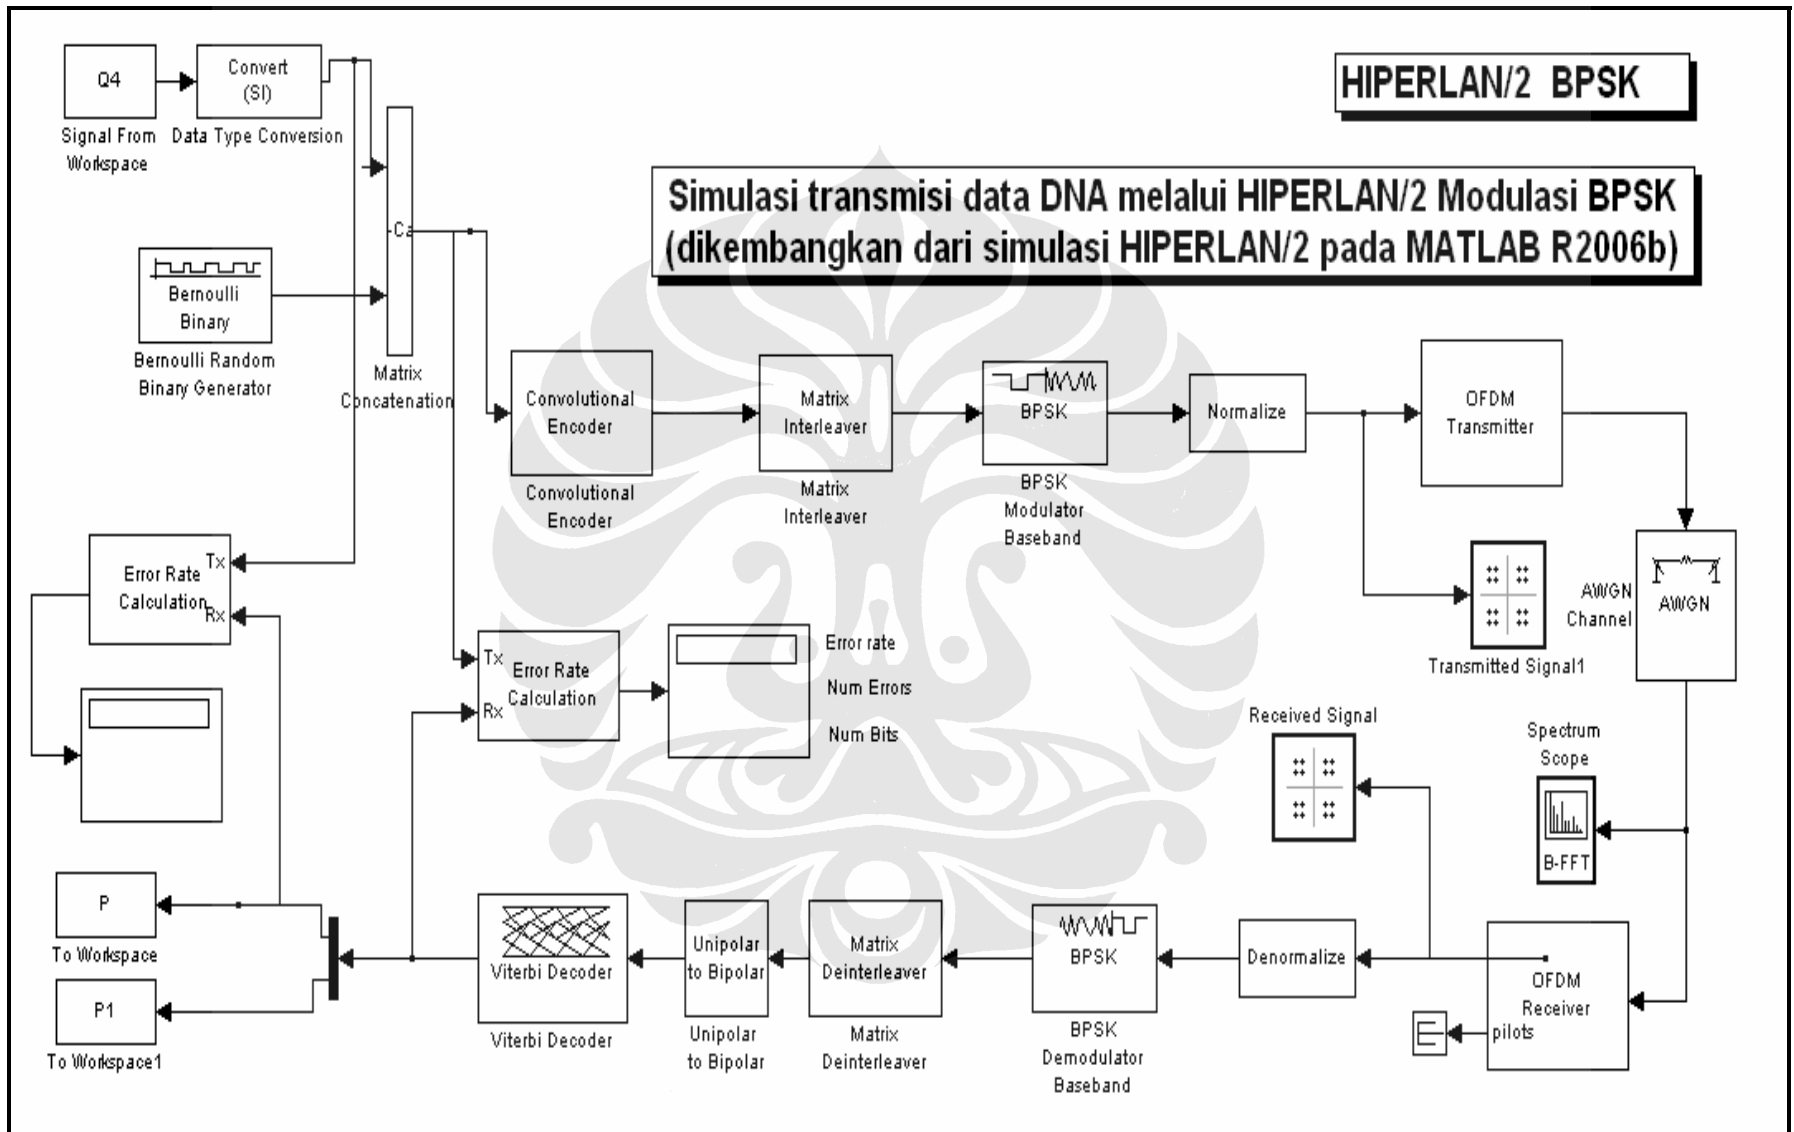 Q4
Signal From
Workspace
Convert
(SI)
Data Type Conversion
HIPERLAN/2 BPSK
Simulasi transmisi data DNA melalui HIPERLAN/2 Modulasi BPSK
(dikembangkan dari simulasi HIPERLAN/2 pada MATLAB R2006b)
Ca
Matrix
Concatenation
Bernoulli
Binary
Bernoulli Random
Binary Generator
Convolutional
Encoder
Convolutional
Encoder
Matrix
Interleaver
Matrix
Interleaver
BPSK
BPSK
Modulator
Baseband
Normalize
OFDM
Transmitter
AWGN
AWGN
Channel
Transmitted Signal1
Tx
Error Rate
Calculation
Rx
Tx
Error Rate
Calculation
Rx
Error rate
Num Errors
Num Bits
Received Signal
Spectrum
Scope
B-FFT
P
To Workspace
P1
To Workspace1
Viterbi Decoder
Viterbi Decoder
Unipolar
to Bipolar
Unipolar
to Bipolar
Matrix
Deinterleaver
Matrix
Deinterleaver
BPSK
BPSK
Demodulator
Baseband
Denormalize
OFDM
Receiver
pilots